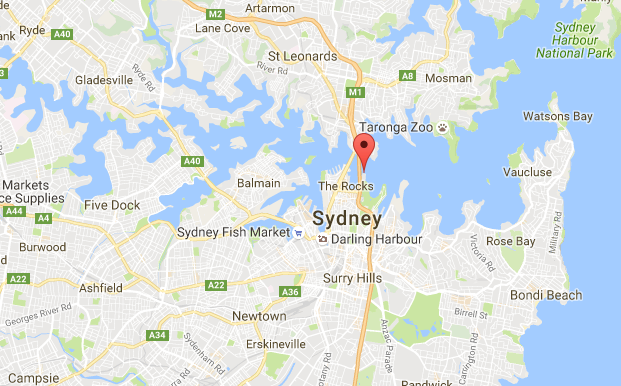 Artarmon
M2
Lane Cove
Ryde
A40
St Leonards
River Rd
Sydney
Harbour
National Park
A3
Gladesville
Ryde Rd
A8
Mosman
M1
Watsons Bay
Taronga Zoo
A40
Vaucluse
Markets
ce Supplies
Balmain
The Rocks
A44
A4
Five Dock
Sydney
Military Rd
Sydney Fish Market
Darling Harbour
Victoria Rd
Rose Bay
Burwood
A22
Ashfield
A22
A36
Surry Hills
Bondi Beach
Georges River Rd
Newtown
Birrell St
A34
Sydenham Rd
Erskineville
Anzac Parade
Carrington Rd
Campsie
Botany Rd
Randwick